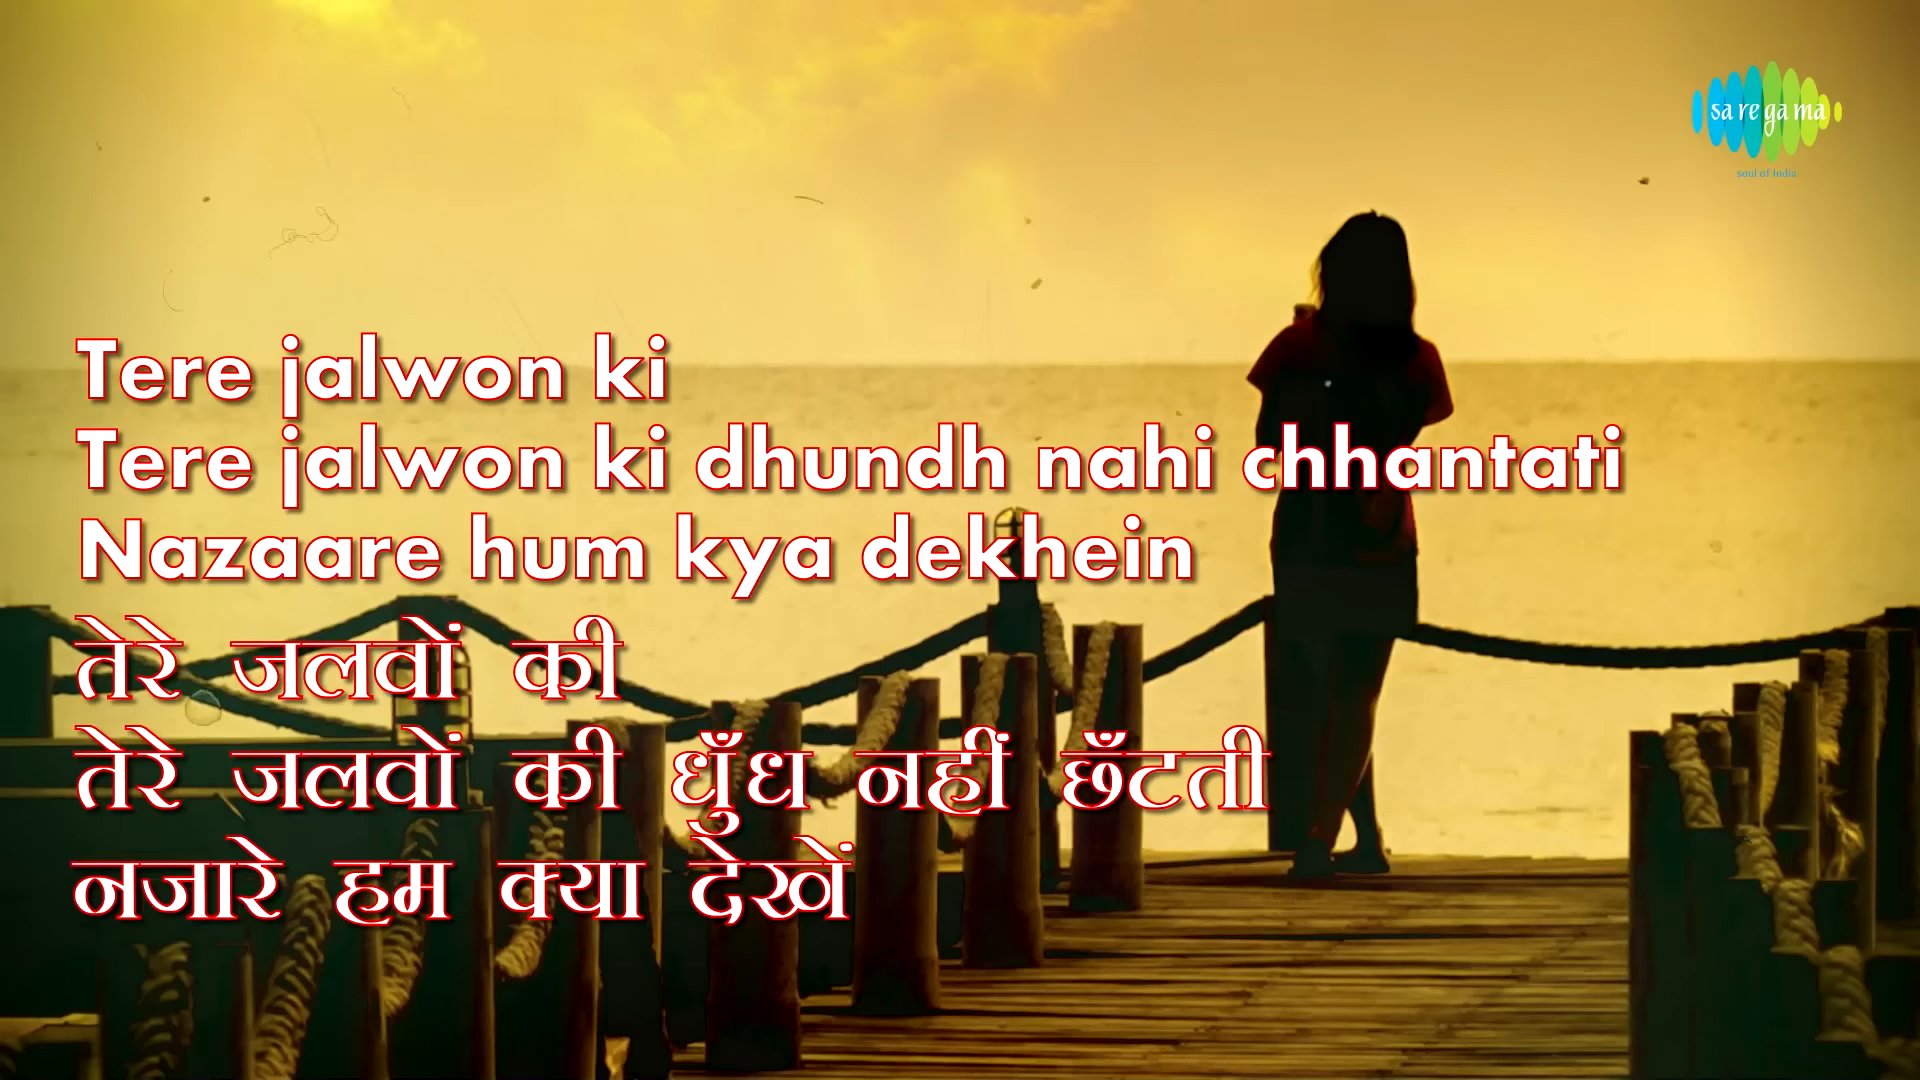 sa re ga ma
soul of India
Tere jalwon ki
Tere jalwon ki dhundh nahi chhantati
Nazaare hum kya dekhein
तेरे जलवों की
तेरे जलवों की धुँध नहीं छँटती
नजारे हम क्या देखें